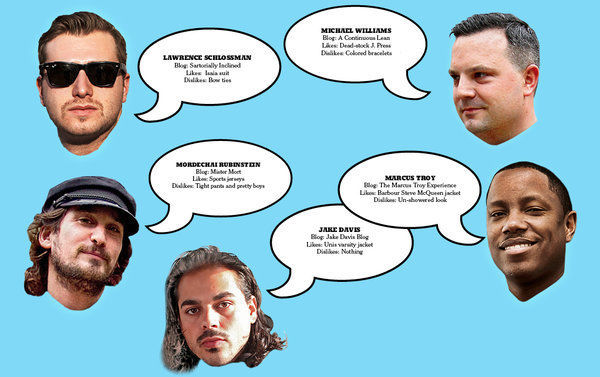 LAWRENCE SCHLOSSMAN
Blog: Sartorially Inclined
Likes: Isaia suit
Dislikes: Bow ties
MICHAEL WILLIAMS
Blog: A Continuous Lean
Likes: Dead-stock J. Press
Dislikes: Colored bracelets
MORDECHAI RUBINSTEIN
Blog: Mister Mort
Likes: Sports jerseys
Dislikes: Tight pants and pretty boys
MARCUS TROY
Blog: The Marcus Troy Experience
Likes: Barbour Steve McQueen jacket
Dislikes: Un-showered look
JAKE DAVIS
Blog: Jake Davis Blog
Likes: Unis varsity jacket
Dislikes: Nothing